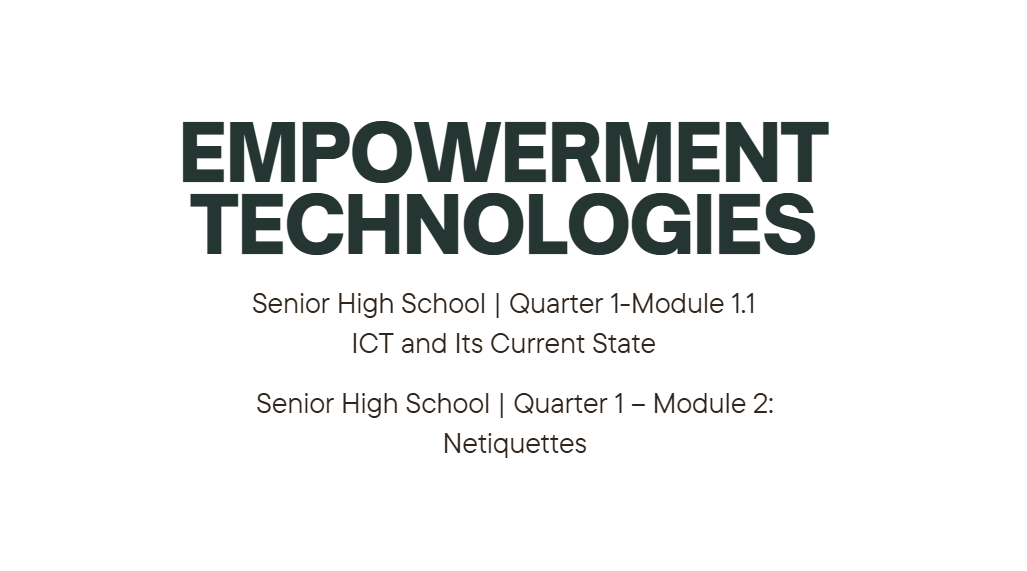 EMPOWERMENT
TECHNOLOGIES
Senior High School | Quarter 1-Module 1.1
ICT and Its Current State
Senior High School | Quarter 1 – Module 2:
Netiquettes